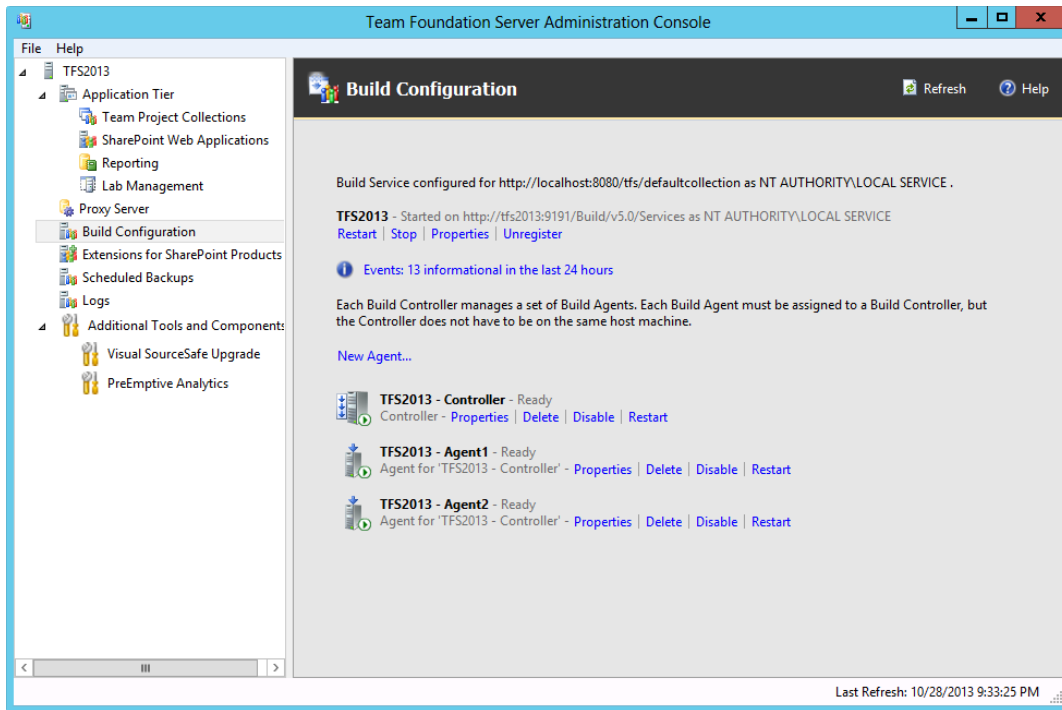 Team Foundation Server Administration Console
File Help
TFS2013
Application Tier
Team Project Collections
SharePoint Web Applications
Reporting
Lab Management
Proxy Server
Build Configuration
Extensions for SharePoint Products
Scheduled Backups
Logs
Additional Tools and Components
Visual SourceSafe Upgrade
PreEmptive Analytics
Build Configuration
Refresh
Help
Build Service configured for http://localhost:8080/tfs/defaultcollection as NT AUTHORITY\LOCAL SERVICE .
TFS2013 - Started on http://tfs2013:9191/Build/v5.0/Services as NT AUTHORITY\LOCAL SERVICE
Restart | Stop | Properties | Unregister
Events: 13 informational in the last 24 hours
Each Build Controller manages a set of Build Agents. Each Build Agent must be assigned to a Build Controller, but
the Controller does not have to be on the same host machine.
New Agent...
TFS2013 - Controller - Ready
Controller - Properties | Delete | Disable | Restart
TFS2013 - Agent1 - Ready
Agent for 'TFS2013 - Controller' - Properties | Delete | Disable | Restart
TFS2013 - Agent2 - Ready
Agent for 'TFS2013 - Controller' - Properties | Delete | Disable | Restart
Last Refresh: 10/28/2013 9:33:25 PM